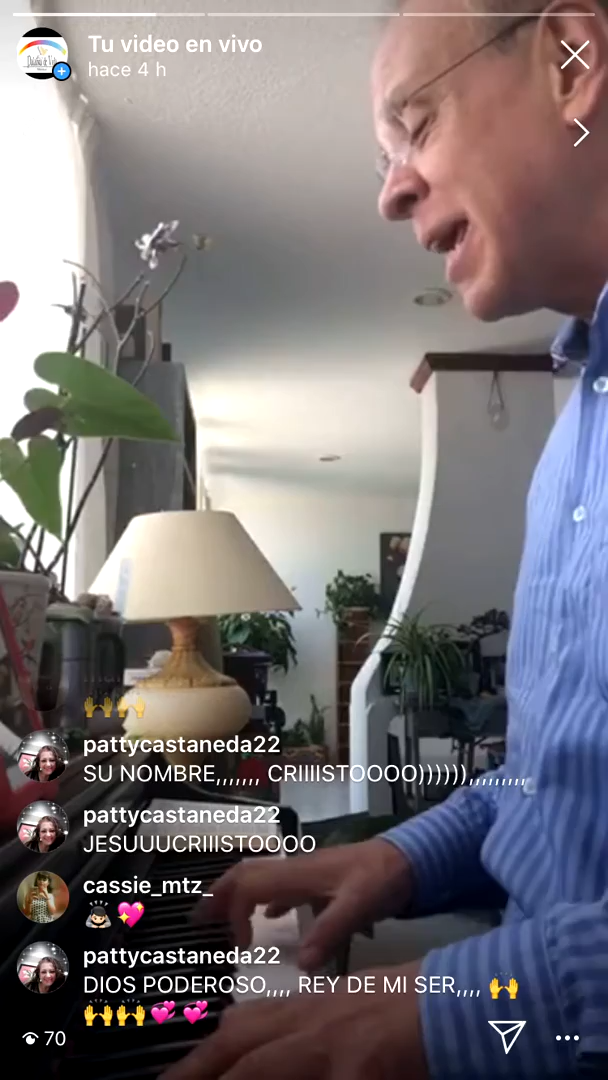 Tu video en vivo
hace 4 h
🙌🙌
pattycastaneda22
SU NOMBRE,,,,,,, CRIIIISTOOOO)))))),,,,,,,,,
pattycastaneda22
JESUUUCRIIISTOOOO
cassie_mtz_
🙇🏻‍♀️💖
pattycastaneda22
DIOS PODEROSO,,,, REY DE MI SER,,,, 🙌
🙌🙌💞💞
70